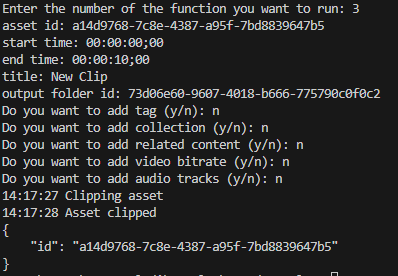 Enter the number of the function you want to run: 3
asset id: a14d9768-7c8e-4387-a95f-7bd8839647b5
start time: 00:00:00;00
end time: 00:00:10;00
title: New Clip
output folder id: 73d06e60-9607-4018-b666-775790c0f0c2
Do you want to add tag (y/n): n
Do you want to add collection (y/n): n
Do you want to add related content (y/n): n
Do you want to add video bitrate (y/n): n
Do you want to add audio tracks (y/n): n
14:17:27 Clipping asset
14:17:28 Asset clipped
{
    "id": "a14d9768-7c8e-4387-a95f-7bd8839647b5"
}